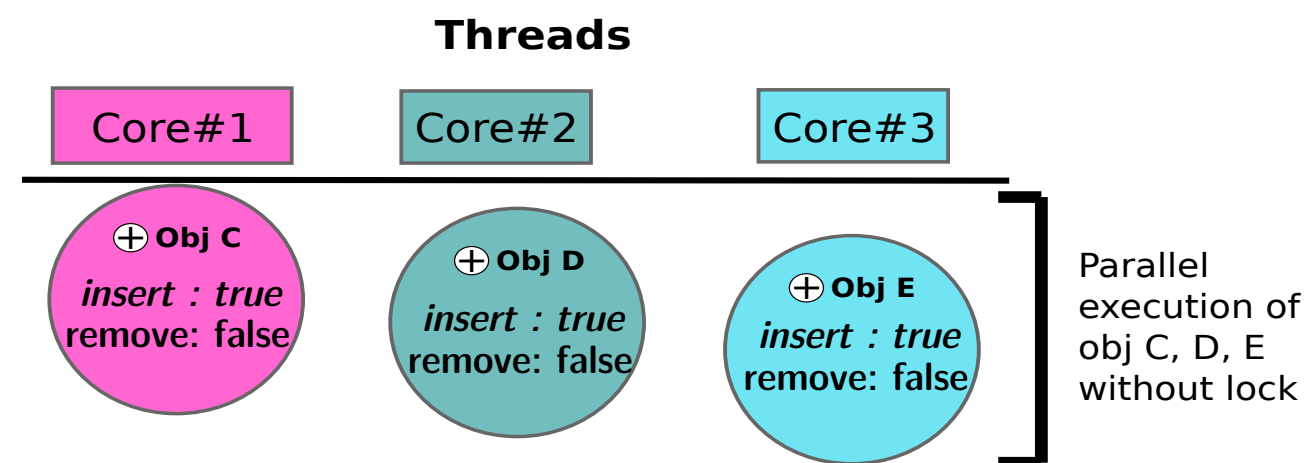 Threads
Core#1
Core#2
Core#3
Obj C
insert : true
remove: false
Obj D
insert : true
remove: false
Obj E
insert : true
remove: false
Parallel
execution of
obj C, D, E
without lock